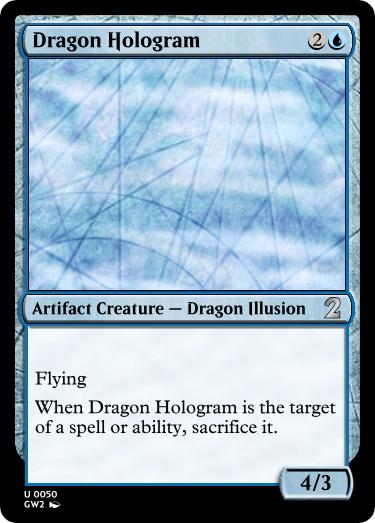 Dragon Hologram 2
Artifact Creature — Dragon Illusion 2
Flying
When Dragon Hologram is the target
of a spell or ability, sacrifice it.
4/3
U 0050
GW2